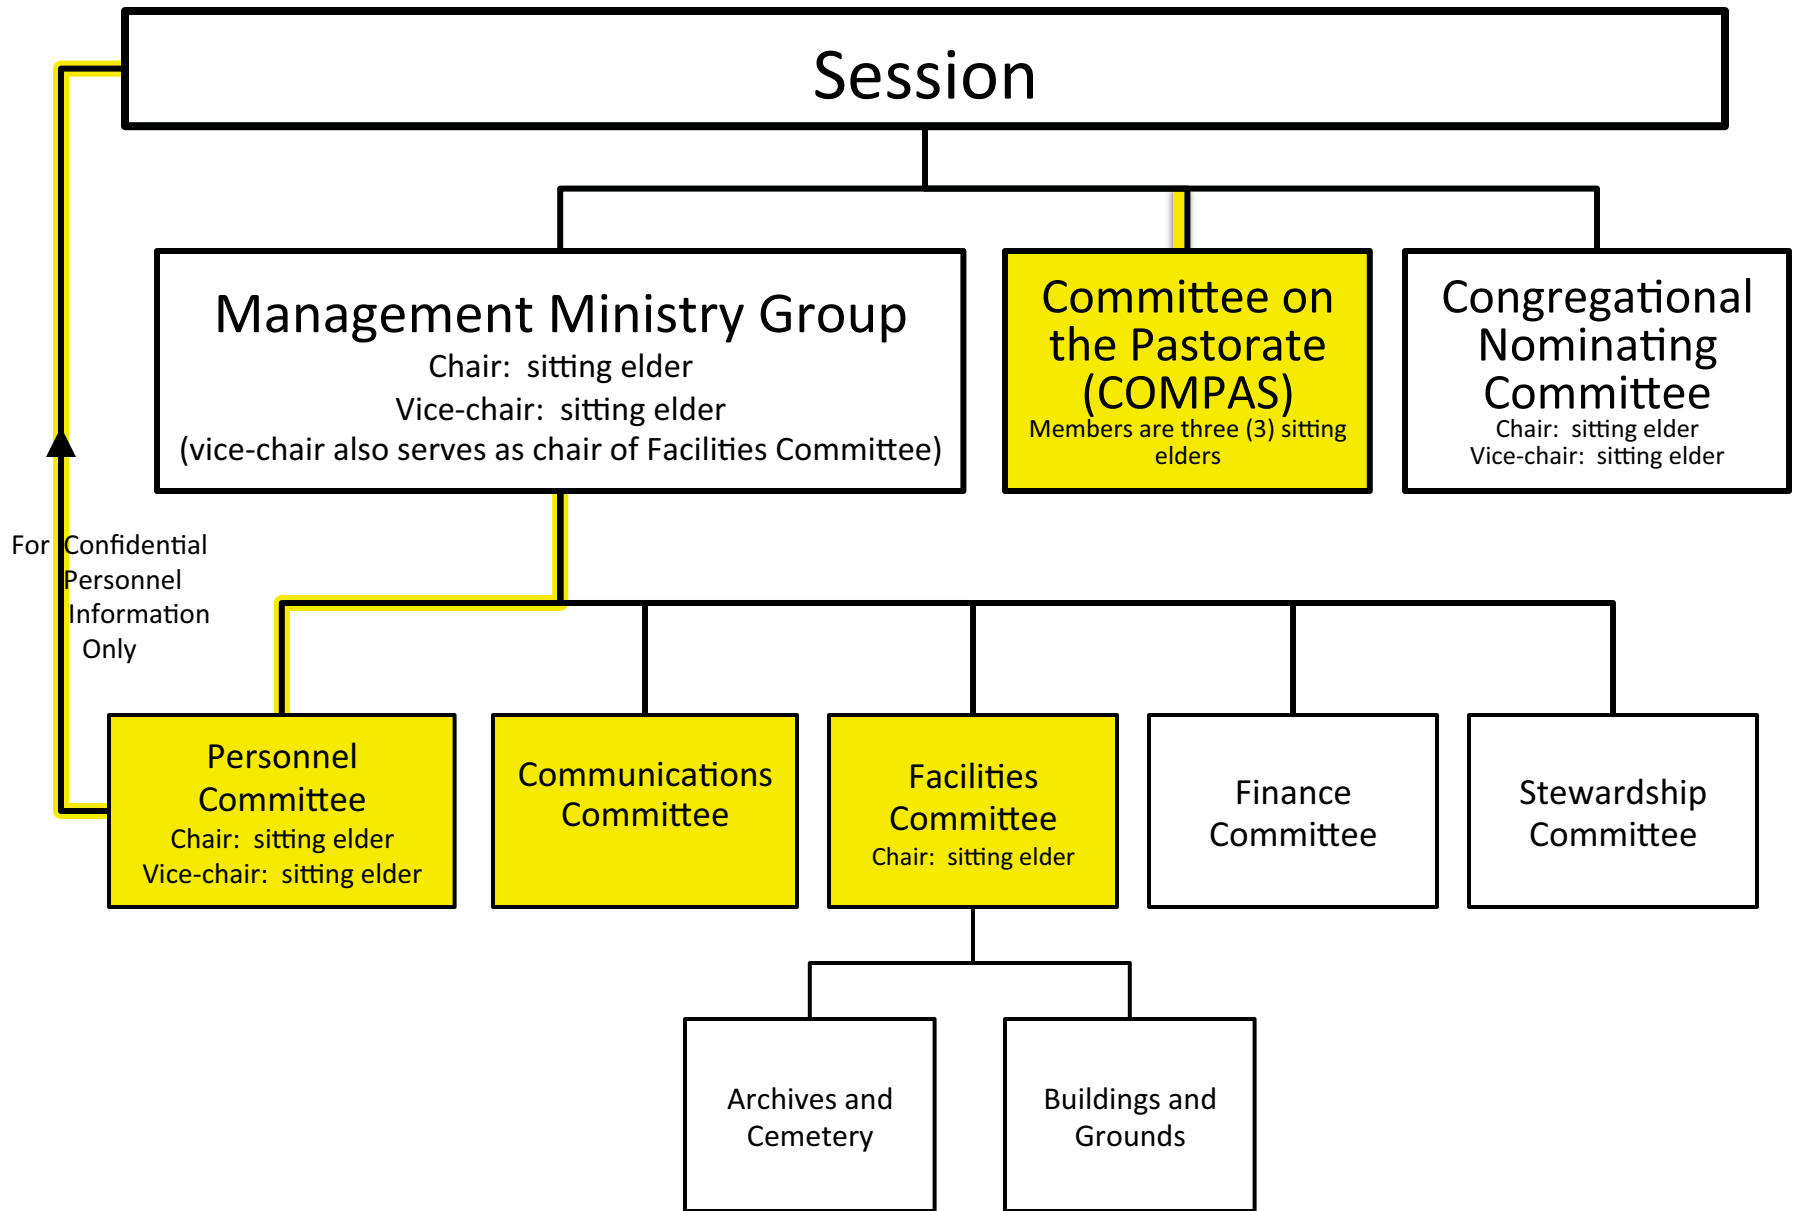 Session
Management Ministry Group
Chair: sitting elder
Vice-chair: sitting elder
(vice-chair also serves as chair of Facilities Committee)
Committee on
the Pastorate
(COMPAS)
Members are three (3) sitting
elders
Congregational
Nominating
Committee
Chair: sitting elder
Vice-chair: sitting elder
For Confidential
Personnel
Information
Only
Personnel
Committee
Chair: sitting elder
Vice-chair: sitting elder
Communications
Committee
Facilities
Committee
Chair: sitting elder
Finance
Committee
Stewardship
Committee
Archives and
Cemetery
Buildings and
Grounds